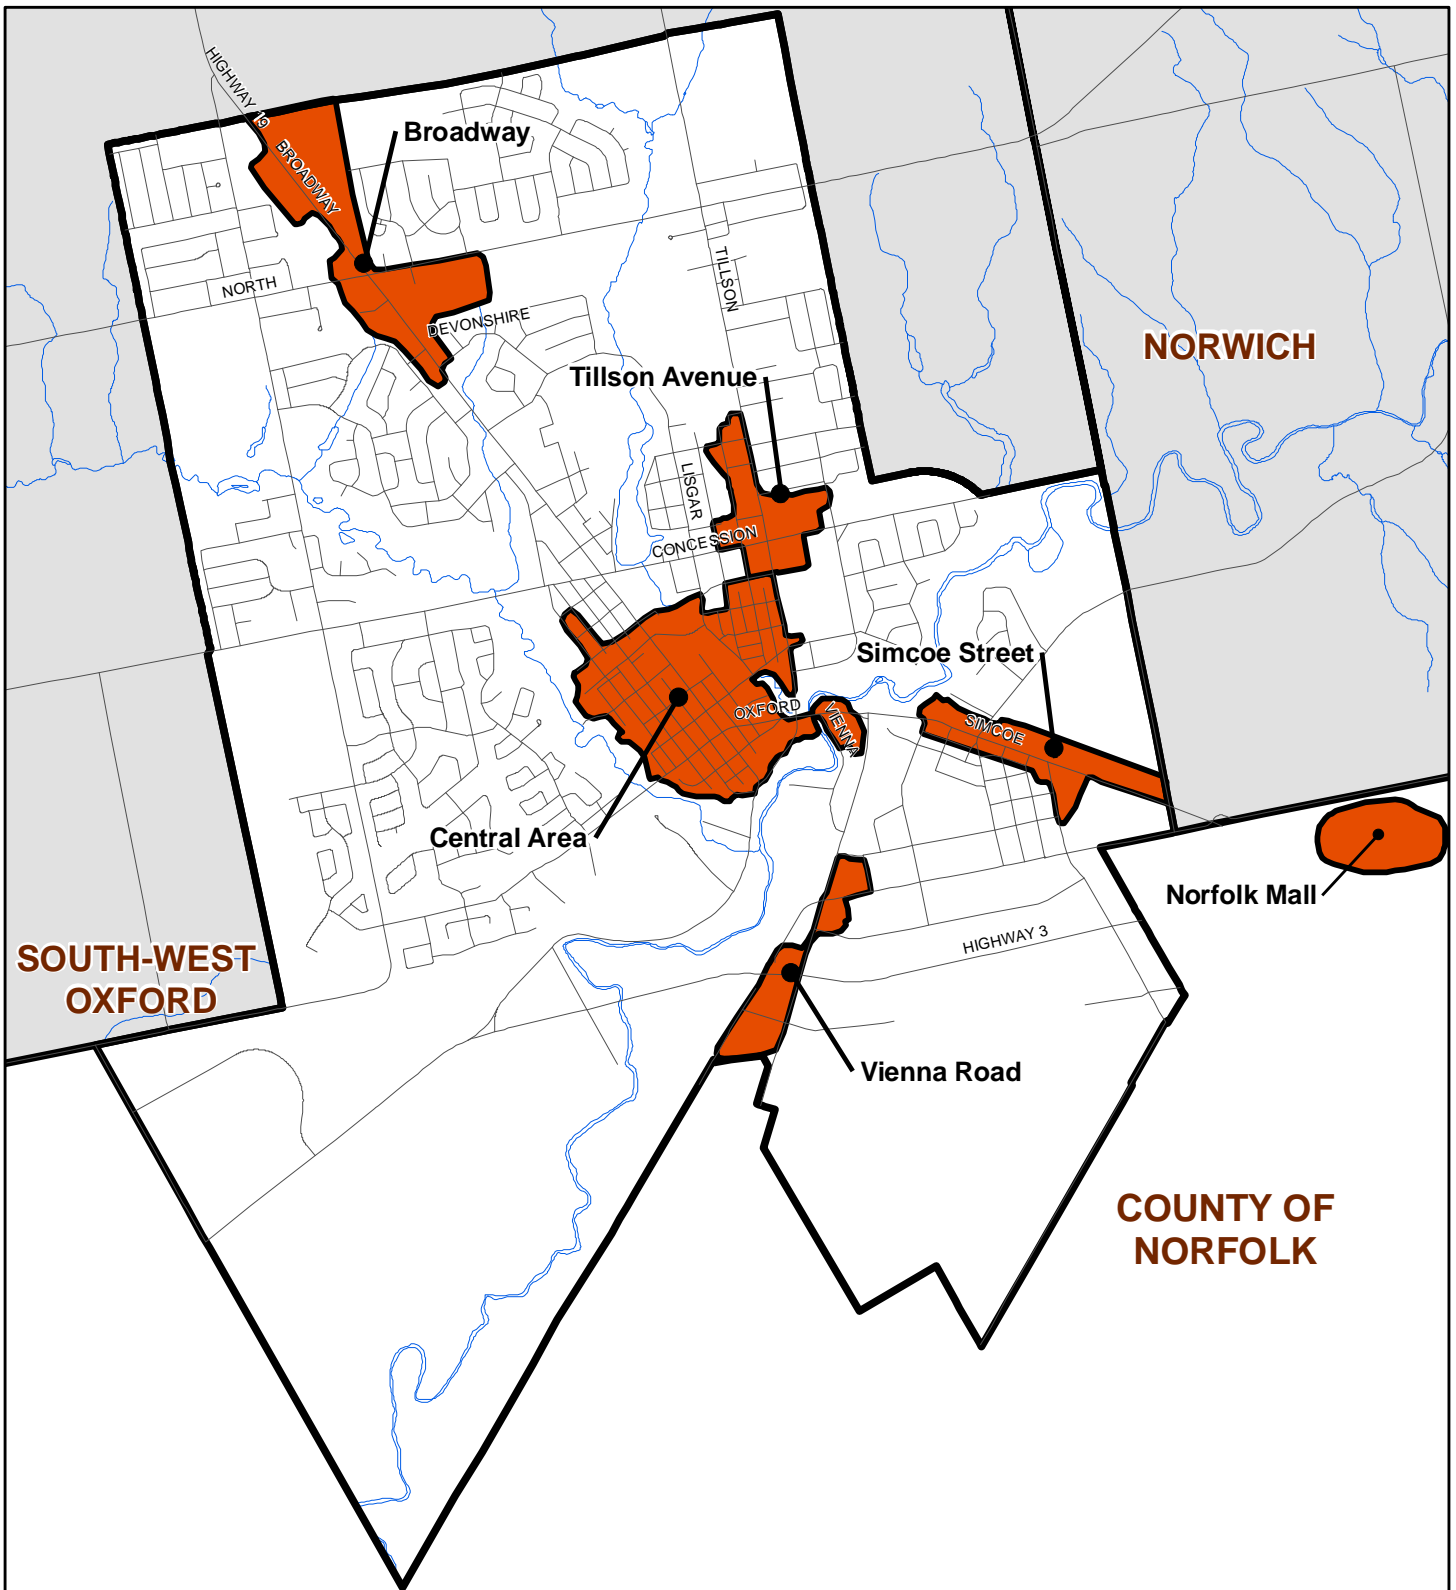 HIGHWAY 19
Broadway
BROADWAY
NORTH
TILLSON
DEVONSHIRE
NORWICH
Tillson Avenue
LISGAR
CONCESSION
Simcoe Street
OXFORD
VIENNA
SIMCOE
Central Area
Norfolk Mall
HIGHWAY 3
SOUTH-WEST
OXFORD
Vienna Road
COUNTY OF
NORFOLK